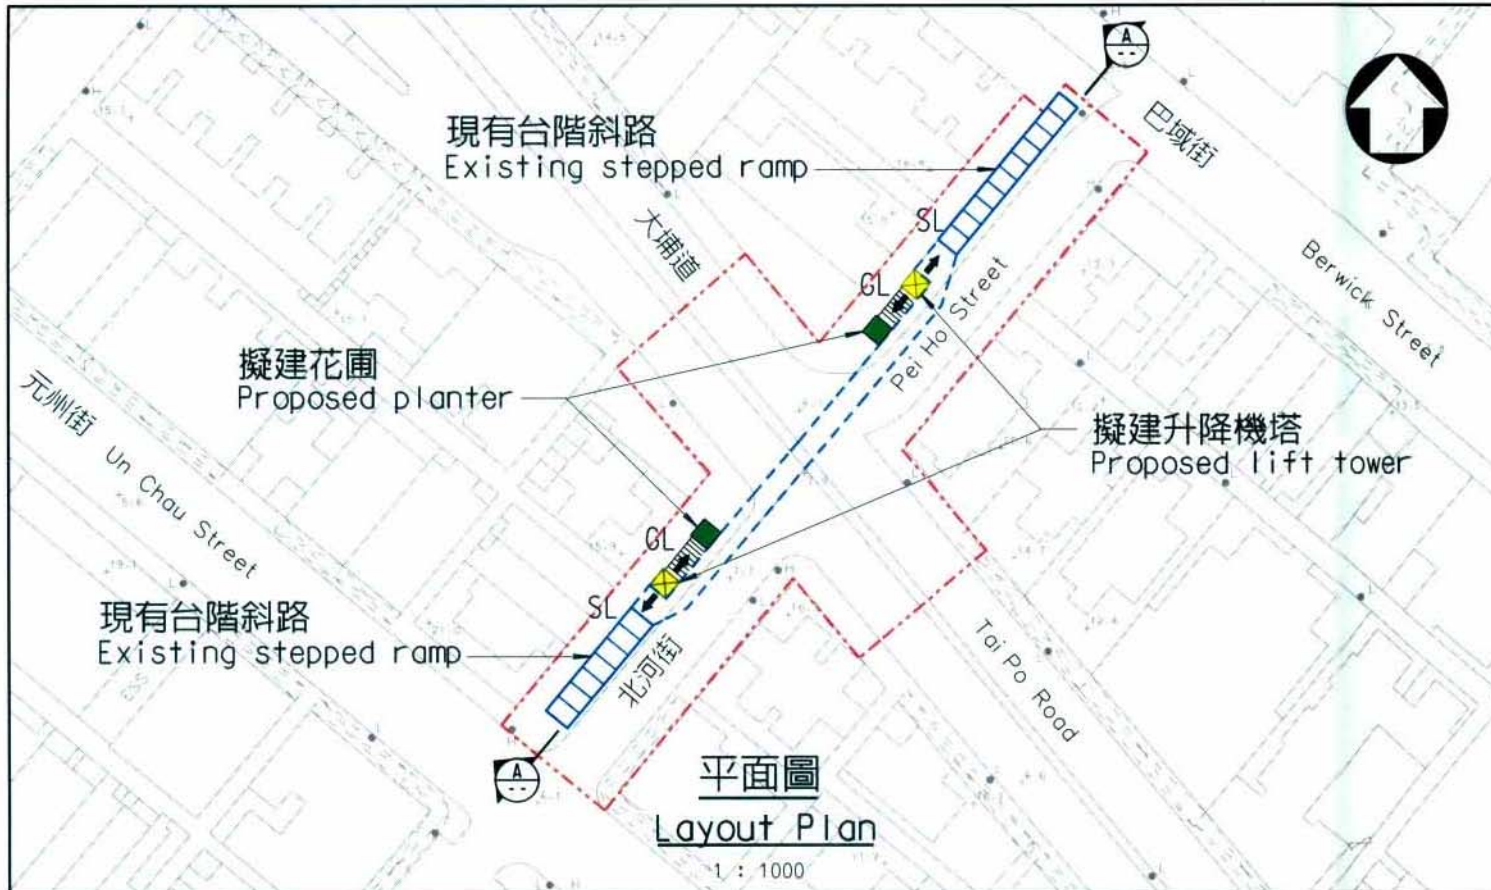 A
現有台階斜路
Existing stepped ramp
巴域街
SL
大埔道
Berwick Street
GL
Pei Ho Street
擬建花圃
Proposed planter
元州街
Un Chau Street
擬建升降機塔
Proposed lift tower
GL
SL
現有台階斜路
Existing stepped ramp
北河街
Tai Po Road
A
平面圖
Layout Plan
1 : 1000